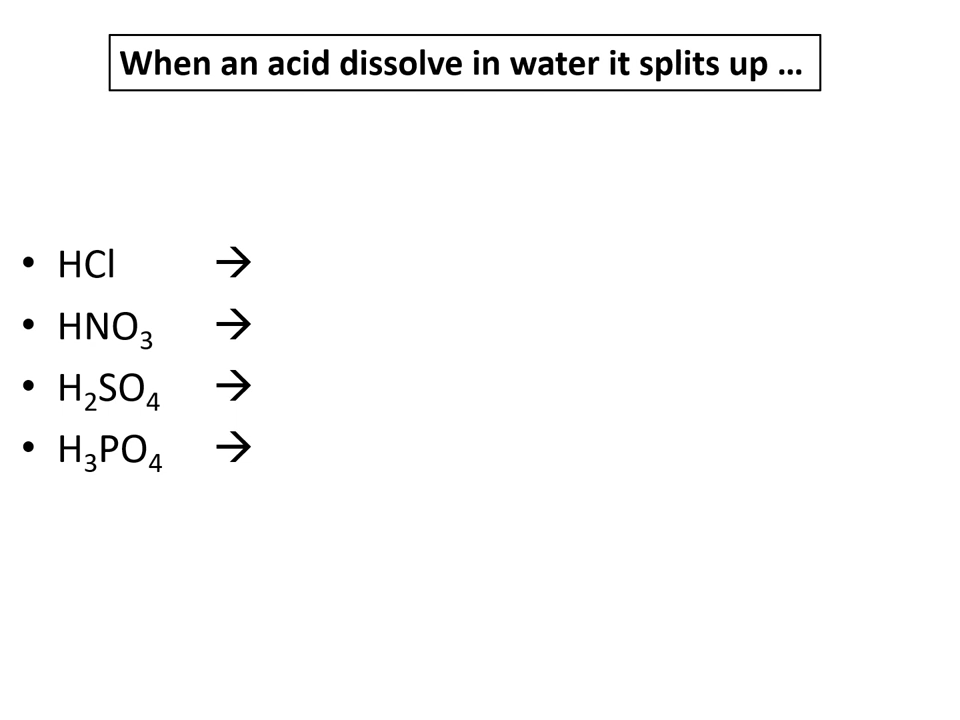 When an acid dissolve in water it splits up …
• HCl →
• HNO₃ →
• H₂SO₄ →
• H₃PO₄ →